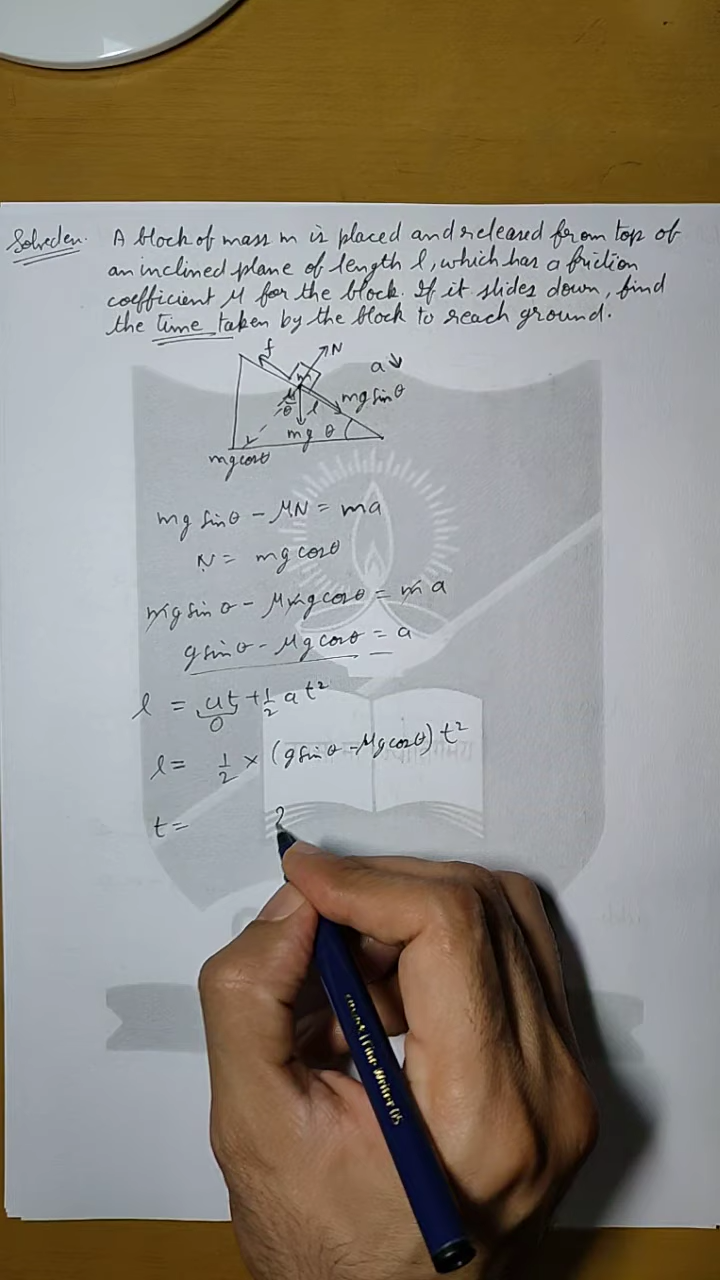 Solved ex. A block of mass m is placed and released from top of
an inclined plane of length l, which has a friction
coefficient μ for the block. If it slides down, find
the time taken by the block to reach ground.
f
N
a
m
μ
θ
l
mg sinθ
mg
θ
mg cosθ
mg sinθ - μN = ma
N = mg cosθ
mg sinθ - μmg cosθ = ma
g sinθ - μg cosθ = a
l = ut + 1/2 at²
0
l = 1/2 × (g sinθ - μg cosθ) t²
t = 2